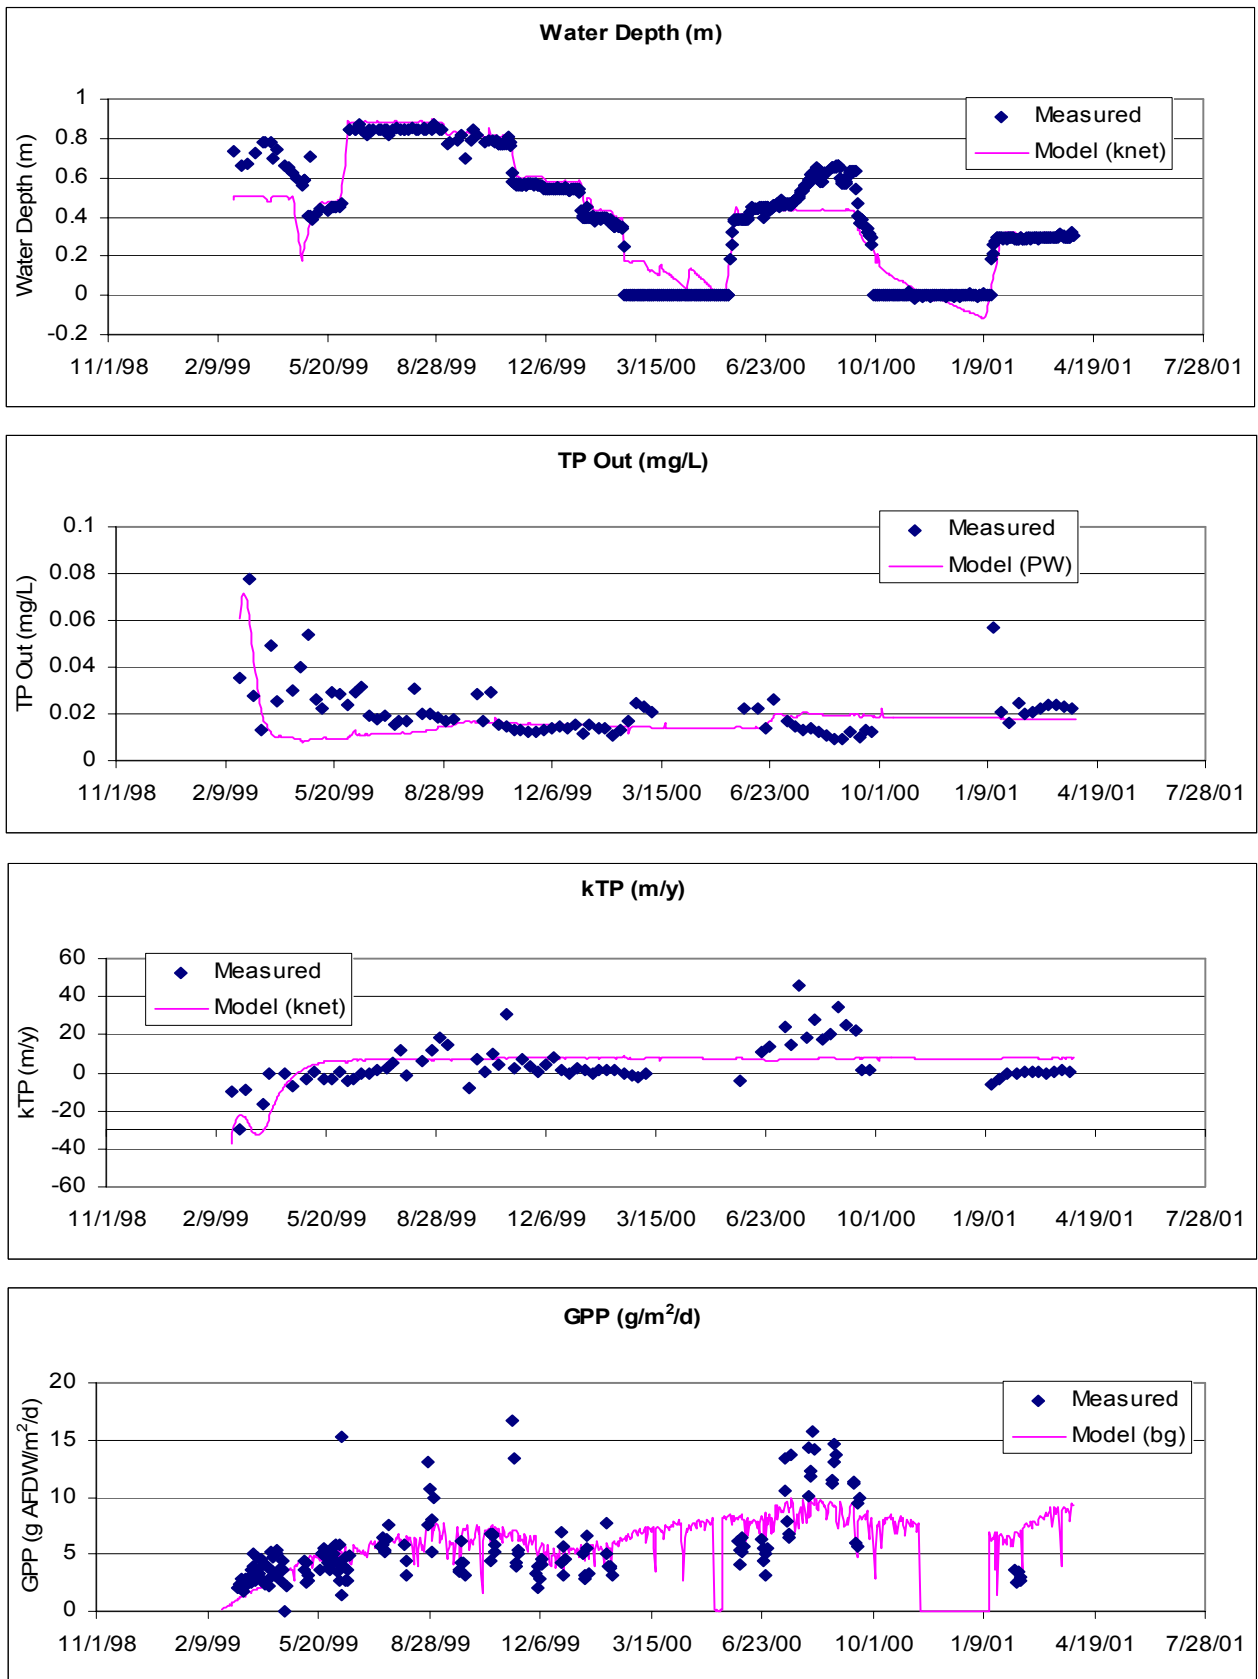 Water Depth (m)
Water Depth (m)
1
0.8
0.6
0.4
0.2
0
-0.2
Measured
Model (knet)
11/1/98 2/9/99 5/20/99 8/28/99 12/6/99 3/15/00 6/23/00 10/1/00 1/9/01 4/19/01 7/28/01
TP Out (mg/L)
TP Out (mg/L)
0.1
0.08
0.06
0.04
0.02
0
Measured
Model (PW)
11/1/98 2/9/99 5/20/99 8/28/99 12/6/99 3/15/00 6/23/00 10/1/00 1/9/01 4/19/01 7/28/01
kTP (m/y)
kTP (m/y)
60
40
20
0
-20
-40
-60
Measured
Model (knet)
11/1/98 2/9/99 5/20/99 8/28/99 12/6/99 3/15/00 6/23/00 10/1/00 1/9/01 4/19/01 7/28/01
GPP (g/m²/d)
GPP (g AFDW/m²/d)
20
15
10
5
0
Measured
Model (bg)
11/1/98 2/9/99 5/20/99 8/28/99 12/6/99 3/15/00 6/23/00 10/1/00 1/9/01 4/19/01 7/28/01